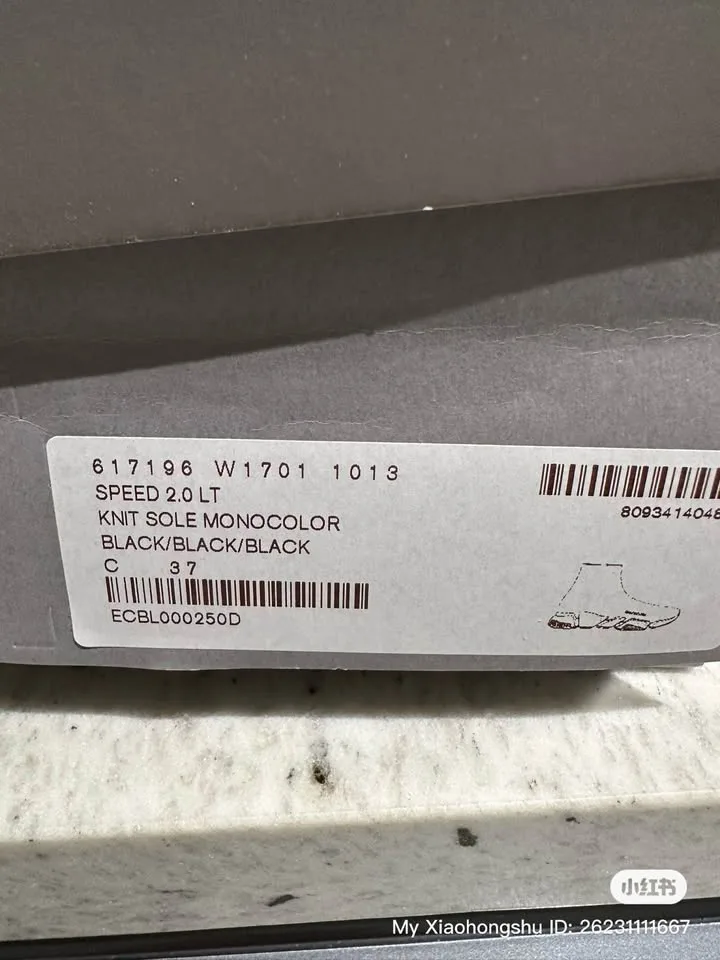 617196 W1701 1013
SPEED 2.0 LT
KNIT SOLE MONOCOLOR
BLACK/BLACK/BLACK
C 37
ECBL000250D
8093414048
小红书
My Xiaohongshu ID: 26231111667